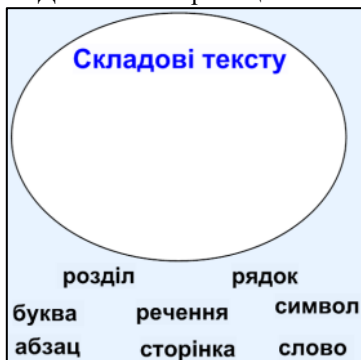 Складові тексту
розділ рядок
буква речення символ
абзац сторінка слово